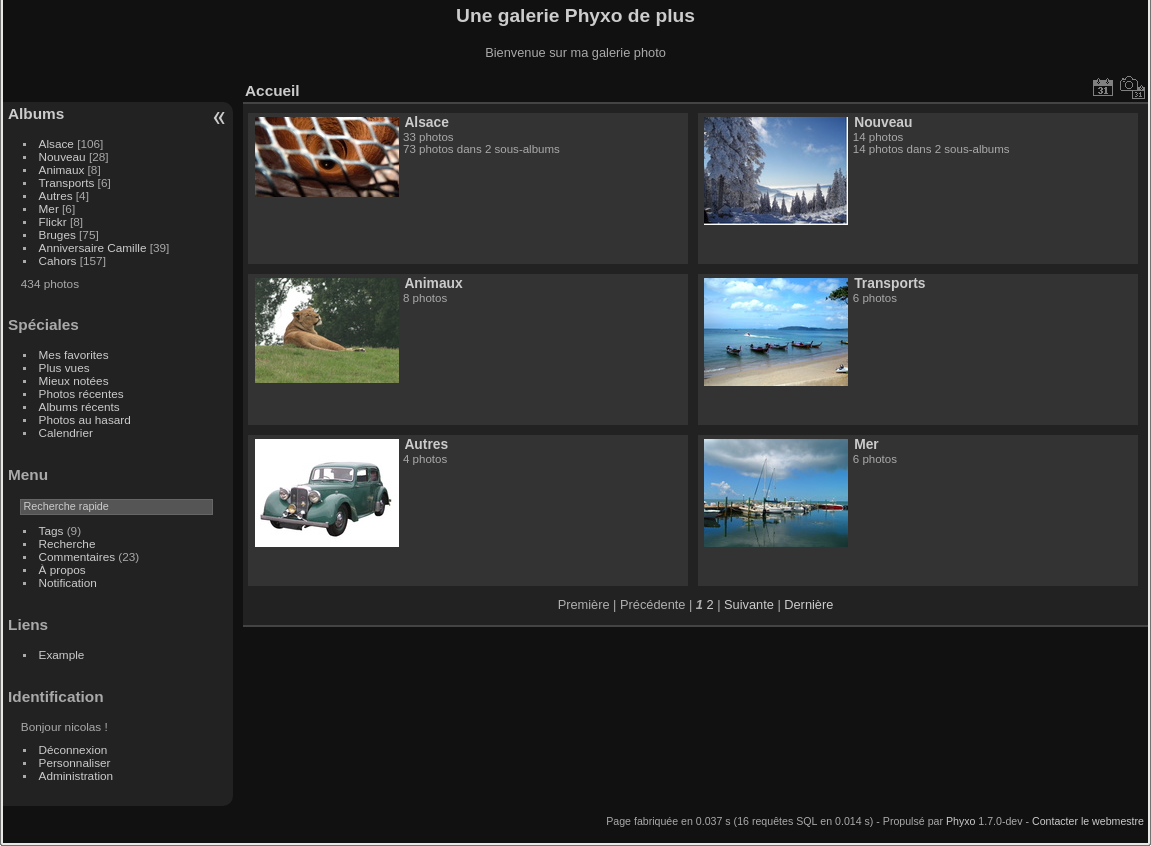 Une galerie Phyxo de plus
Bienvenue sur ma galerie photo
Accueil
31
31
Albums
«
Alsace [106]
Nouveau [28]
Animaux [8]
Transports [6]
Autres [4]
Mer [6]
Flickr [8]
Bruges [75]
Anniversaire Camille [39]
Cahors [157]
434 photos
Spéciales
Mes favorites
Plus vues
Mieux notées
Photos récentes
Albums récents
Photos au hasard
Calendrier
Menu
Recherche rapide
Tags (9)
Recherche
Commentaires (23)
À propos
Notification
Liens
Example
Identification
Bonjour nicolas !
Déconnexion
Personnaliser
Administration
Alsace
33 photos
73 photos dans 2 sous-albums
Nouveau
14 photos
14 photos dans 2 sous-albums
Animaux
8 photos
Transports
6 photos
Autres
4 photos
Mer
6 photos
Première | Précédente | 1 2 | Suivante | Dernière
Page fabriquée en 0.037 s (16 requêtes SQL en 0.014 s) - Propulsé par Phyxo 1.7.0-dev - Contacter le webmestre